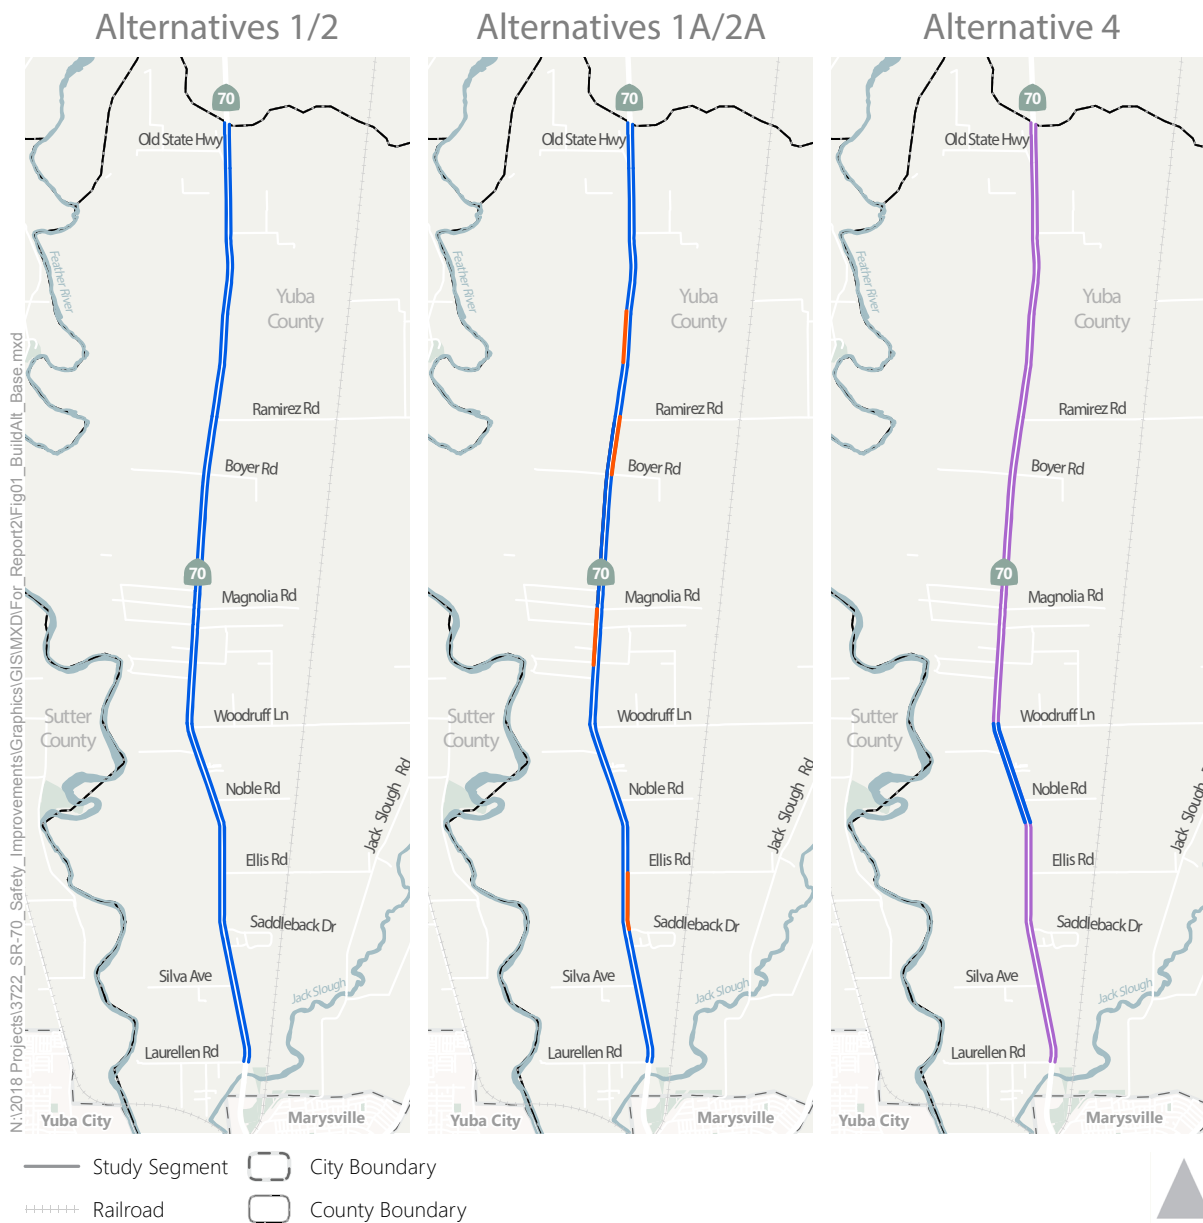 Alternatives 1/2
70
Old State Hwy
Feather River
Yuba
County
Ramirez Rd
Boyer Rd
70
Magnolia Rd
Woodruff Ln
Sutter
County
Noble Rd
Jack Slough Rd
Ellis Rd
Saddleback Dr
Silva Ave
Jack Slough
Laurellen Rd
Yuba City
Marysville
Alternatives 1A/2A
70
Old State Hwy
Feather River
Yuba
County
Ramirez Rd
Boyer Rd
70
Magnolia Rd
Woodruff Ln
Sutter
County
Noble Rd
Jack Slough Rd
Ellis Rd
Saddleback Dr
Silva Ave
Jack Slough
Laurellen Rd
Yuba City
Marysville
Alternative 4
70
Old State Hwy
Feather River
Yuba
County
Ramirez Rd
Boyer Rd
70
Magnolia Rd
Woodruff Ln
Sutter
County
Noble Rd
Jack Slough Rd
Ellis Rd
Saddleback Dr
Silva Ave
Jack Slough
Laurellen Rd
Yuba City
Marysville
N:\2018 Projects\3722_SR-70_Safety_Improvements\Graphics\GIS\MXD\For_Report2\Fig01_BuildAlt_Base.mxd
Study Segment
City Boundary
Railroad
County Boundary